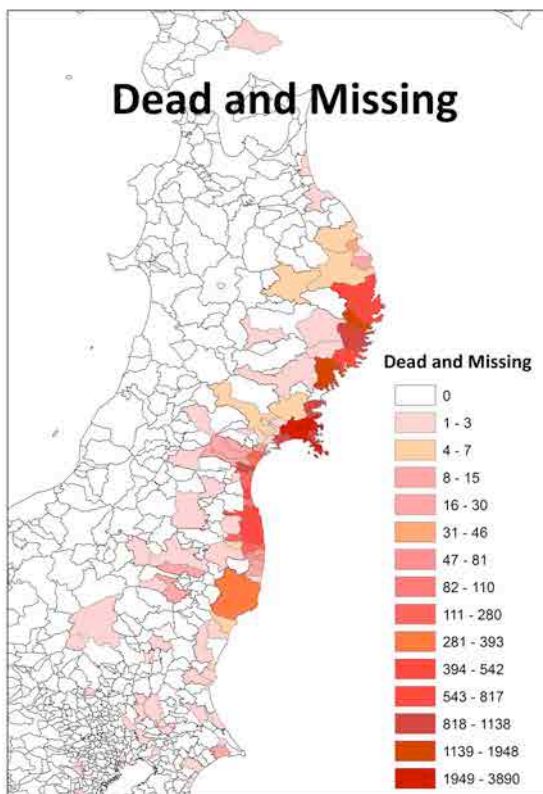 Dead and Missing
Dead and Missing
0
1 - 3
4 - 7
8 - 15
16 - 30
31 - 46
47 - 81
82 - 110
111 - 280
281 - 393
394 - 542
543 - 817
818 - 1138
1139 - 1948
1949 - 3890